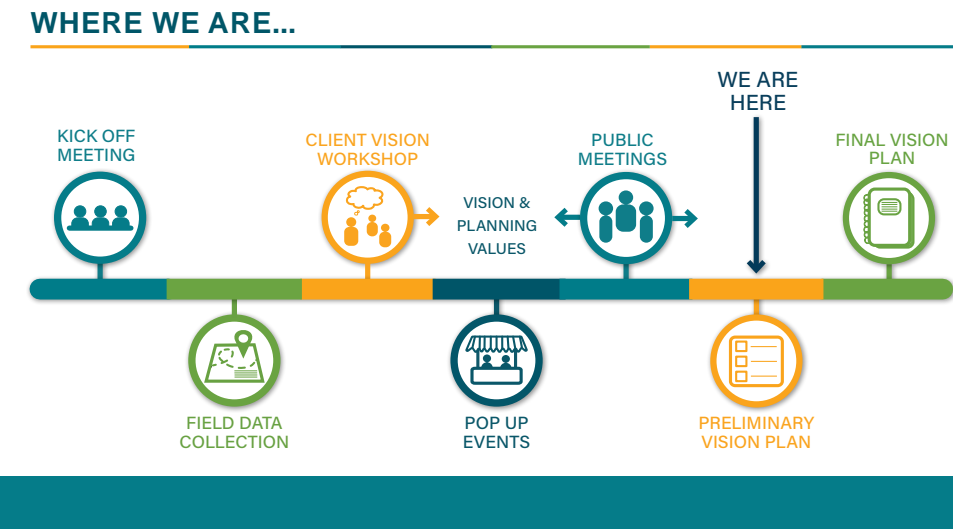 WHERE WE ARE...
WE ARE
HERE
KICK OFF
MEETING
CLIENT VISION
WORKSHOP
VISION &
PLANNING
VALUES
PUBLIC
MEETINGS
FINAL VISION
PLAN
FIELD DATA
COLLECTION
POP UP
EVENTS
PRELIMINARY
VISION PLAN